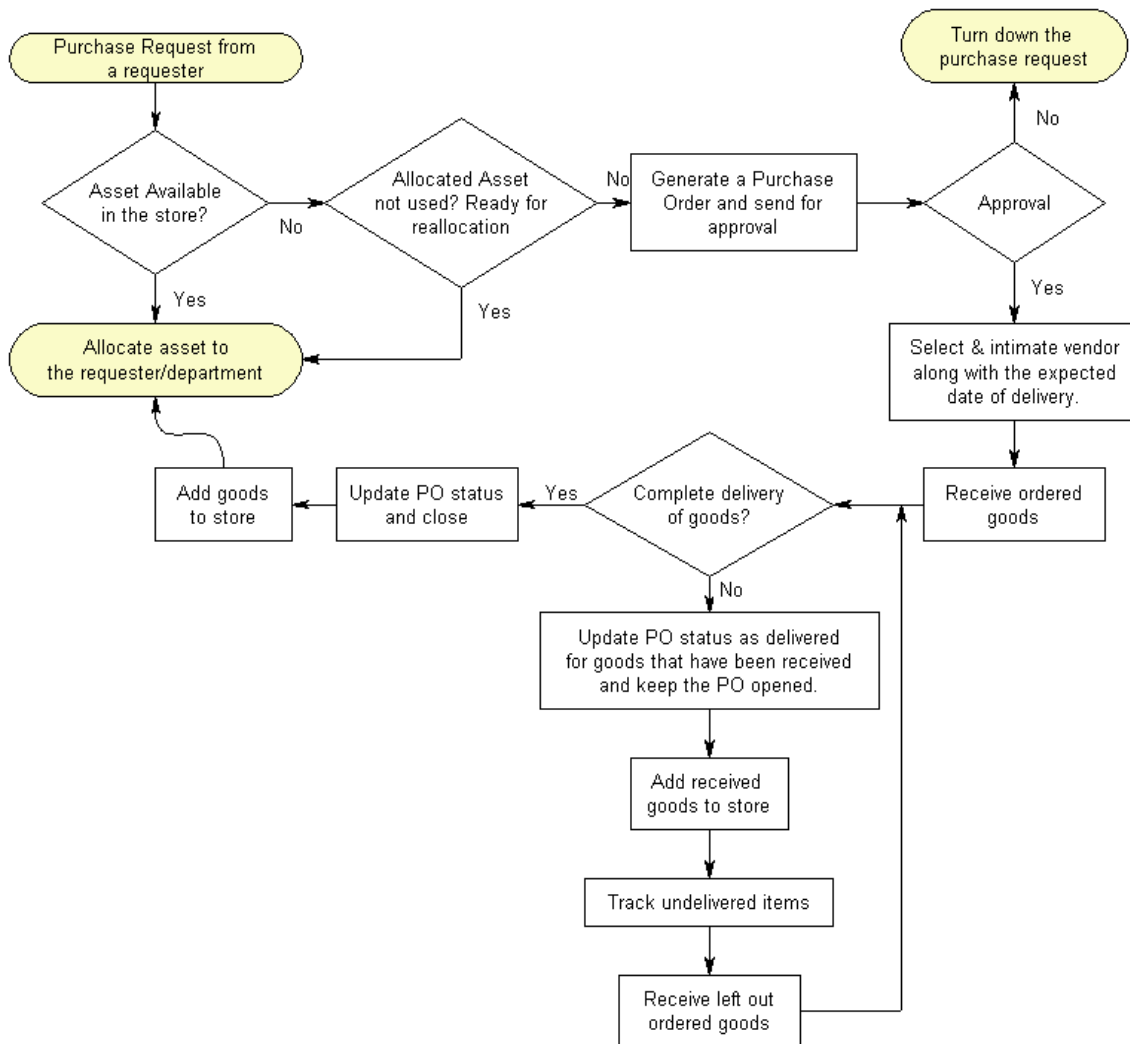 Purchase Request from
a requester
Turn down the
purchase request
No
Asset Available
in the store?
No
Allocated Asset
not used? Ready for
reallocation
No
Generate a Purchase
Order and send for
approval
Approval
Yes
Yes
Yes
Allocate asset to
the requester/department
Select & intimate vendor
along with the expected
date of delivery.
Add goods
to store
Update PO status
and close
Yes
Complete delivery
of goods?
Receive ordered
goods
No
Update PO status as delivered
for goods that have been received
and keep the PO opened.
Add received
goods to store
Track undelivered items
Receive left out
ordered goods